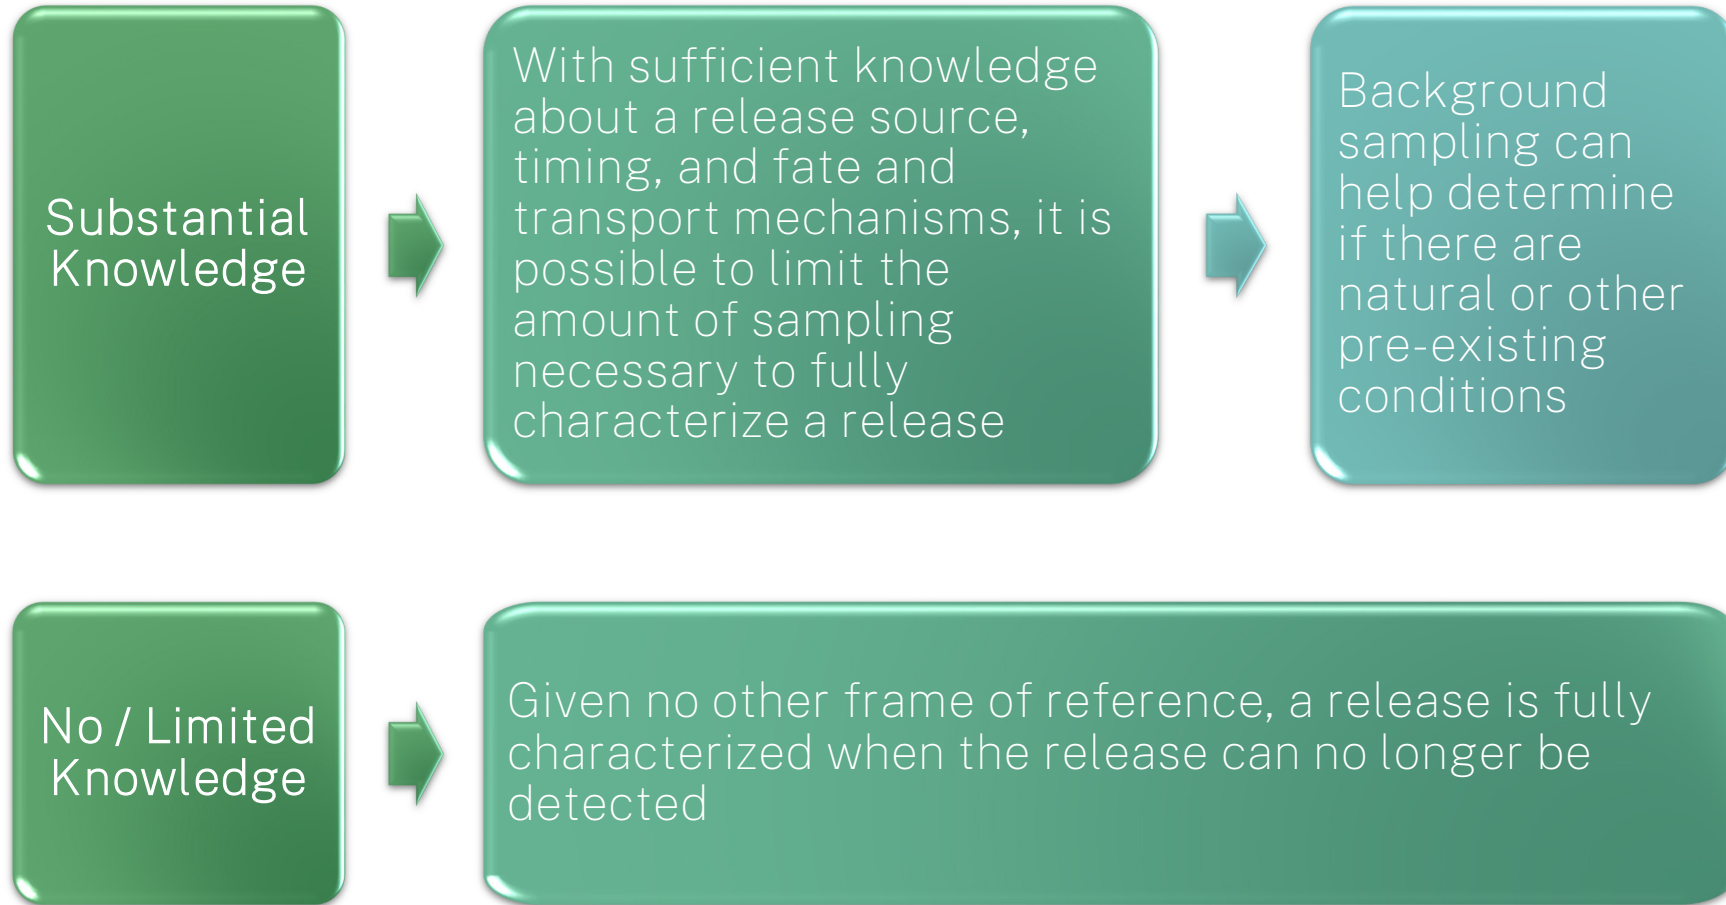 Substantial
Knowledge
With sufficient knowledge
about a release source,
timing, and fate and
transport mechanisms, it is
possible to limit the
amount of sampling
necessary to fully
characterize a release
Background
sampling can
help determine
if there are
natural or other
pre-existing
conditions
No / Limited
Knowledge
Given no other frame of reference, a release is fully
characterized when the release can no longer be
detected